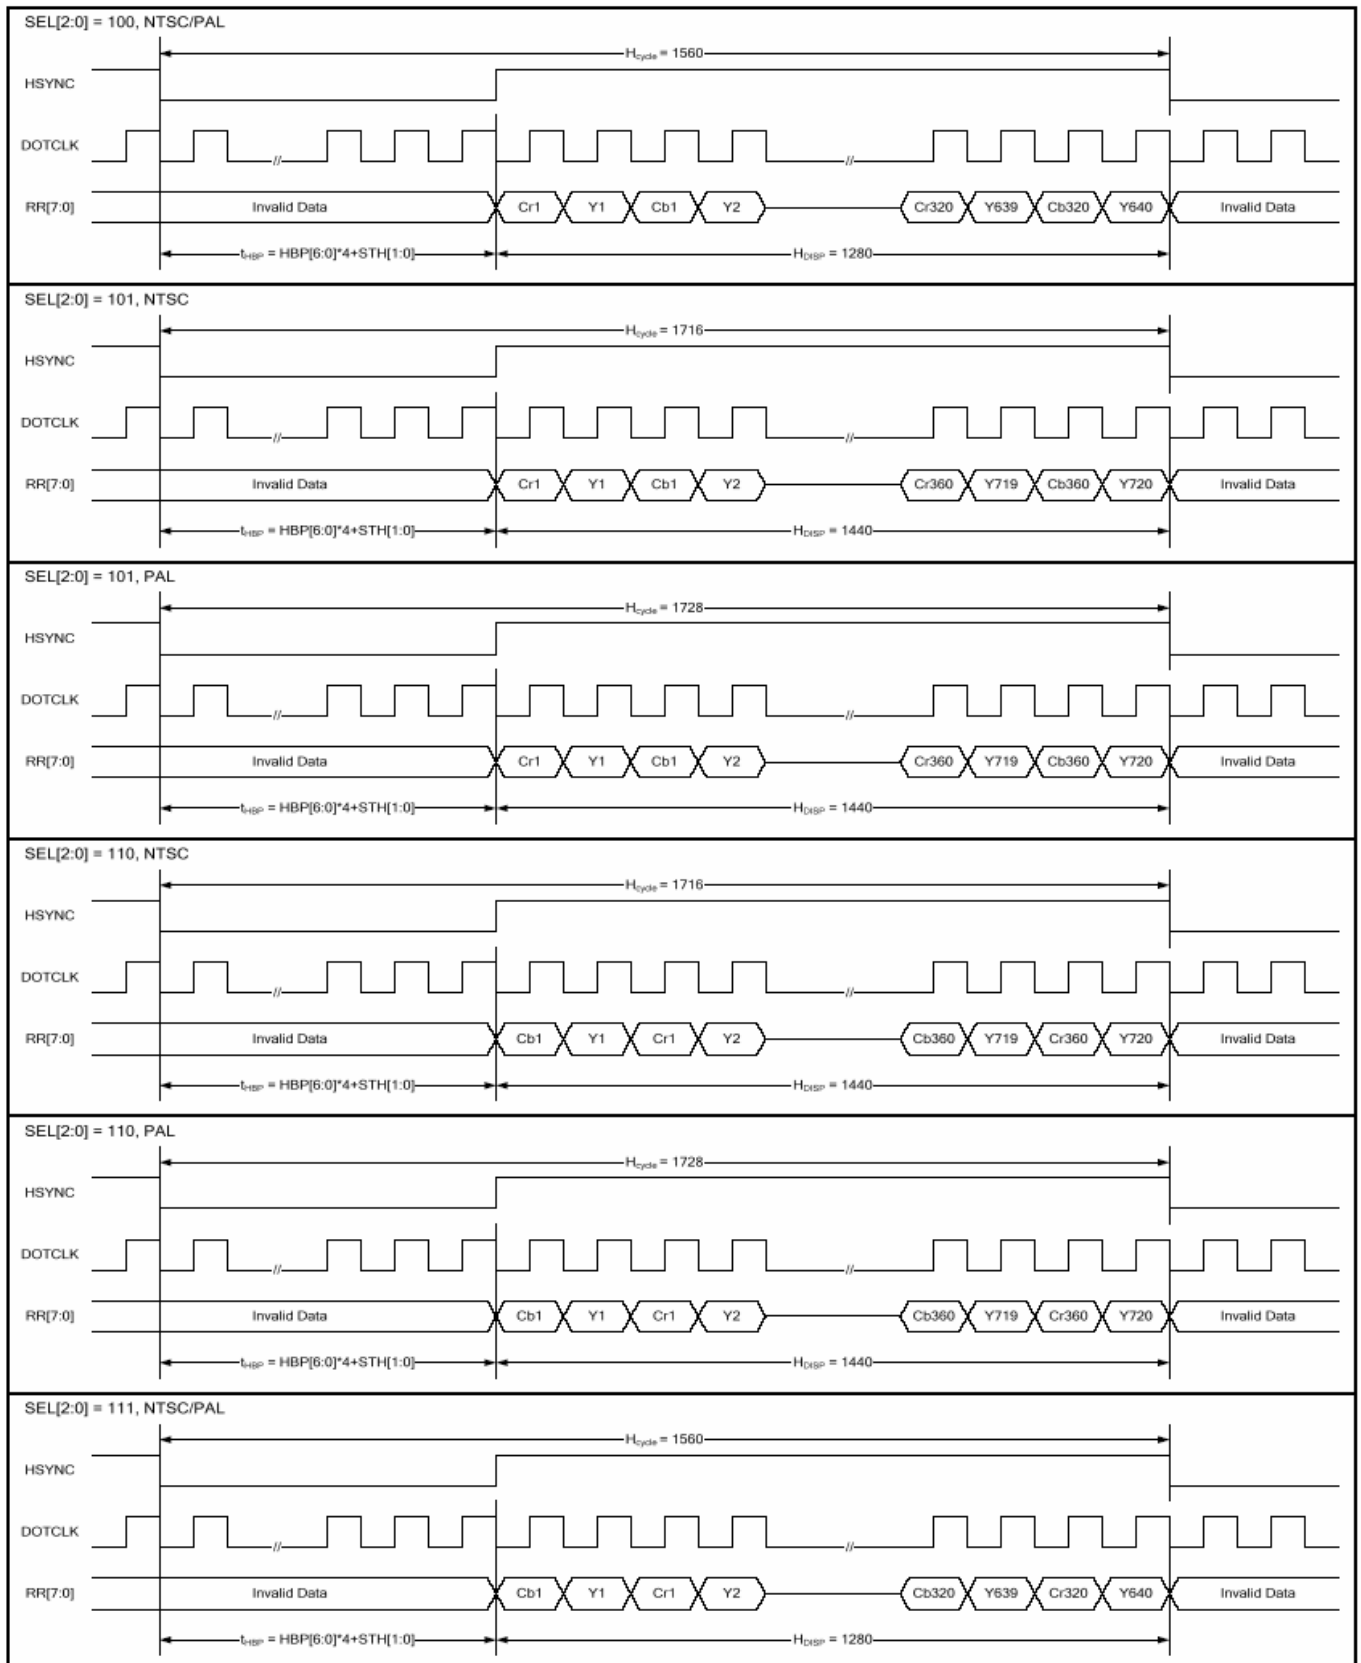 SEL[2:0] = 100, NTSC/PAL
Hcycle = 1560
HSYNC
DOTCLK // //
RR[7:0] Invalid Data Cr1 Y1 Cb1 Y2 Cr320 Y639 Cb320 Y640 Invalid Data
tHBP = HBP[6:0]*4+STH[1:0] HDISP = 1280
SEL[2:0] = 101, NTSC
Hcycle = 1716
HSYNC
DOTCLK // //
RR[7:0] Invalid Data Cr1 Y1 Cb1 Y2 Cr360 Y719 Cb360 Y720 Invalid Data
tHBP = HBP[6:0]*4+STH[1:0] HDISP = 1440
SEL[2:0] = 101, PAL
Hcycle = 1728
HSYNC
DOTCLK // //
RR[7:0] Invalid Data Cr1 Y1 Cb1 Y2 Cr360 Y719 Cb360 Y720 Invalid Data
tHBP = HBP[6:0]*4+STH[1:0] HDISP = 1440
SEL[2:0] = 110, NTSC
Hcycle = 1716
HSYNC
DOTCLK // //
RR[7:0] Invalid Data Cb1 Y1 Cr1 Y2 Cb360 Y719 Cr360 Y720 Invalid Data
tHBP = HBP[6:0]*4+STH[1:0] HDISP = 1440
SEL[2:0] = 110, PAL
Hcycle = 1728
HSYNC
DOTCLK // //
RR[7:0] Invalid Data Cb1 Y1 Cr1 Y2 Cb360 Y719 Cr360 Y720 Invalid Data
tHBP = HBP[6:0]*4+STH[1:0] HDISP = 1440
SEL[2:0] = 111, NTSC/PAL
Hcycle = 1560
HSYNC
DOTCLK // //
RR[7:0] Invalid Data Cb1 Y1 Cr1 Y2 Cb320 Y639 Cr320 Y640 Invalid Data
tHBP = HBP[6:0]*4+STH[1:0] HDISP = 1280